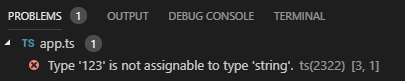 PROBLEMS 1 OUTPUT DEBUG CONSOLE TERMINAL
TS app.ts 1
Type '123' is not assignable to type 'string'. ts(2322) [3, 1]